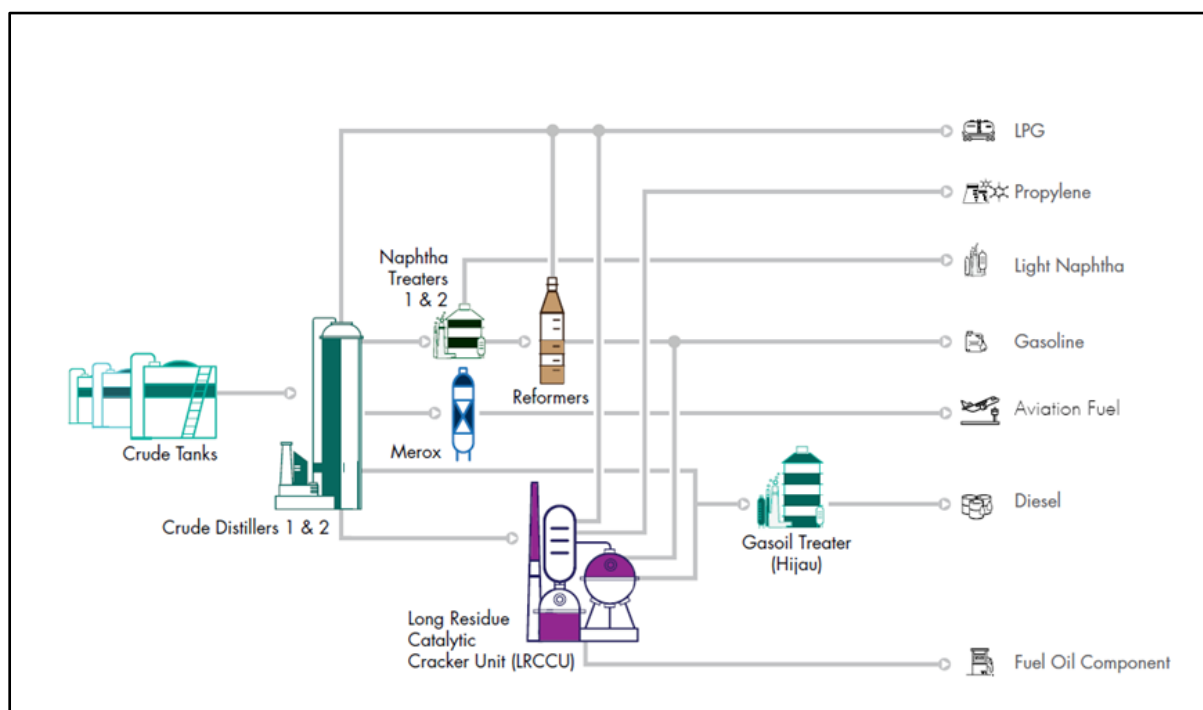 LPG
Propylene
Naphtha
Treaters
1 & 2
Light Naphtha
Gasoline
Reformers
Aviation Fuel
Merox
Crude Tanks
Crude Distillers 1 & 2
Diesel
Gasoil Treater
(Hijau)
Long Residue
Catalytic
Cracker Unit (LRCCU)
Fuel Oil Component